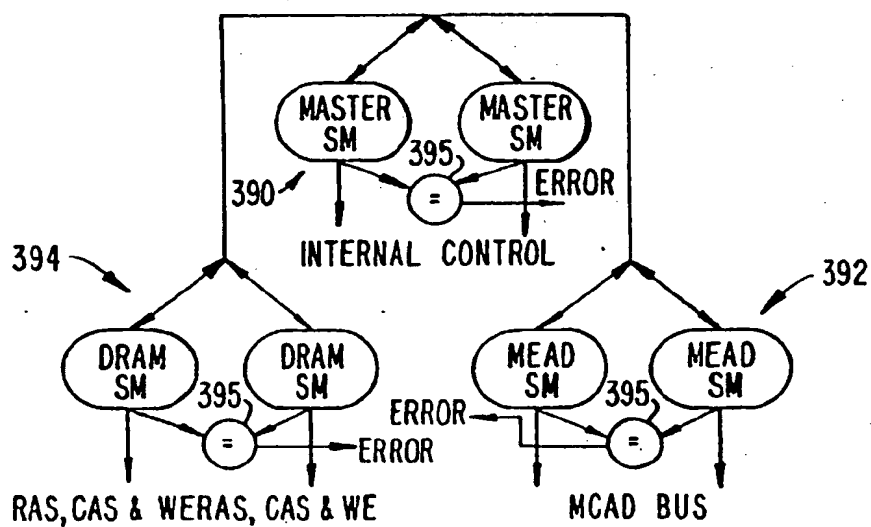 MASTER SM
MASTER SM
395
390
=
ERROR
INTERNAL CONTROL
394
392
DRAM SM
DRAM SM
MEAD SM
MEAD SM
395
ERROR
395
=
ERROR
=
RAS, CAS & WERAS, CAS & WE
MCAD BUS